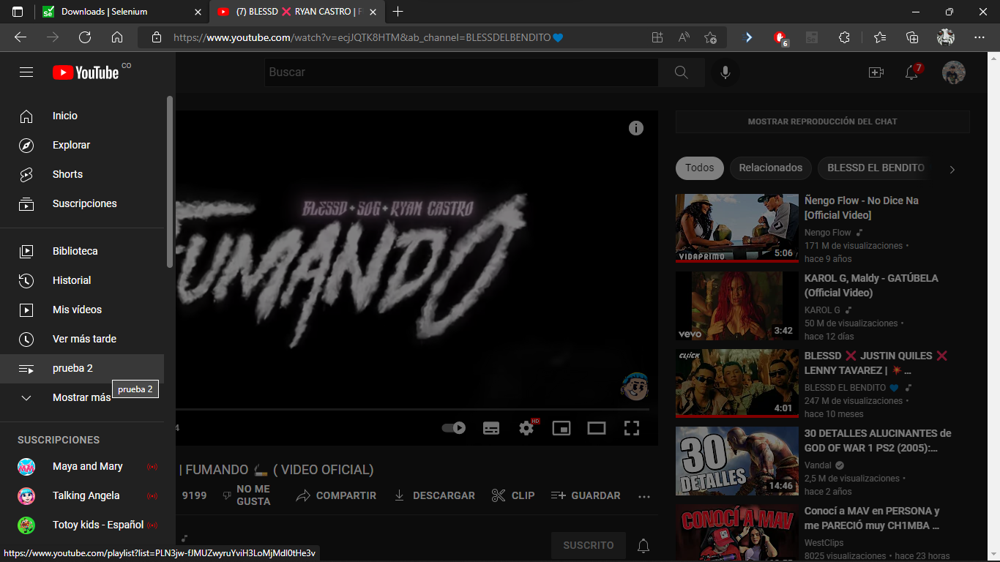 Downloads | Selenium
(7) BLESSD ❌ RYAN CASTRO | F
https://www.youtube.com/watch?v=ecjJQTK8HTM&ab_channel=BLESSDELBENDITO💙
6
YouTube CO
Buscar
7
Inicio
Explorar
Shorts
Suscripciones
Biblioteca
Historial
Mis vídeos
Ver más tarde
prueba 2
prueba 2
Mostrar más
SUSCRIPCIONES
Maya and Mary
Talking Angela
Totoy kids - Español
https://www.youtube.com/playlist?list=PLN3jw-fJMUZwyruYviH3LoMjMdl0tHe3v
BLESSD + SOG + RYAN CASTRO
FUMANDO
4
HD
| FUMANDO 🚬 ( VIDEO OFICIAL)
9199
NO ME GUSTA
COMPARTIR
DESCARGAR
CLIP
GUARDAR
SUSCRITO
MOSTRAR REPRODUCCIÓN DEL CHAT
Todos
Relacionados
BLESSD EL BENDITO
VIDAPRIMO
5:06
Ñengo Flow - No Dice Na
[Official Video]
Nengo Flow
171 M de visualizaciones •
hace 9 años
vevo
3:42
KAROL G, Maldy - GATÚBELA
(Official Video)
KAROL G
50 M de visualizaciones •
hace 12 días
CLICK
4:01
BLESSD ❌ JUSTIN QUILES ❌
LENNY TAVAREZ | 💥 ...
BLESSD EL BENDITO 💙
247 M de visualizaciones •
hace 10 meses
30
DETALLES
14:46
30 DETALLES ALUCINANTES de
GOD OF WAR 1 PS2 (2005):...
Vandal
2,5 M de visualizaciones •
hace 2 años
CONOCÍ A MAV
Conocí a MAV en PERSONA y
me PARECIÓ muy CH1MBA ...
WestClips
8025 visualizaciones • hace 23 horas